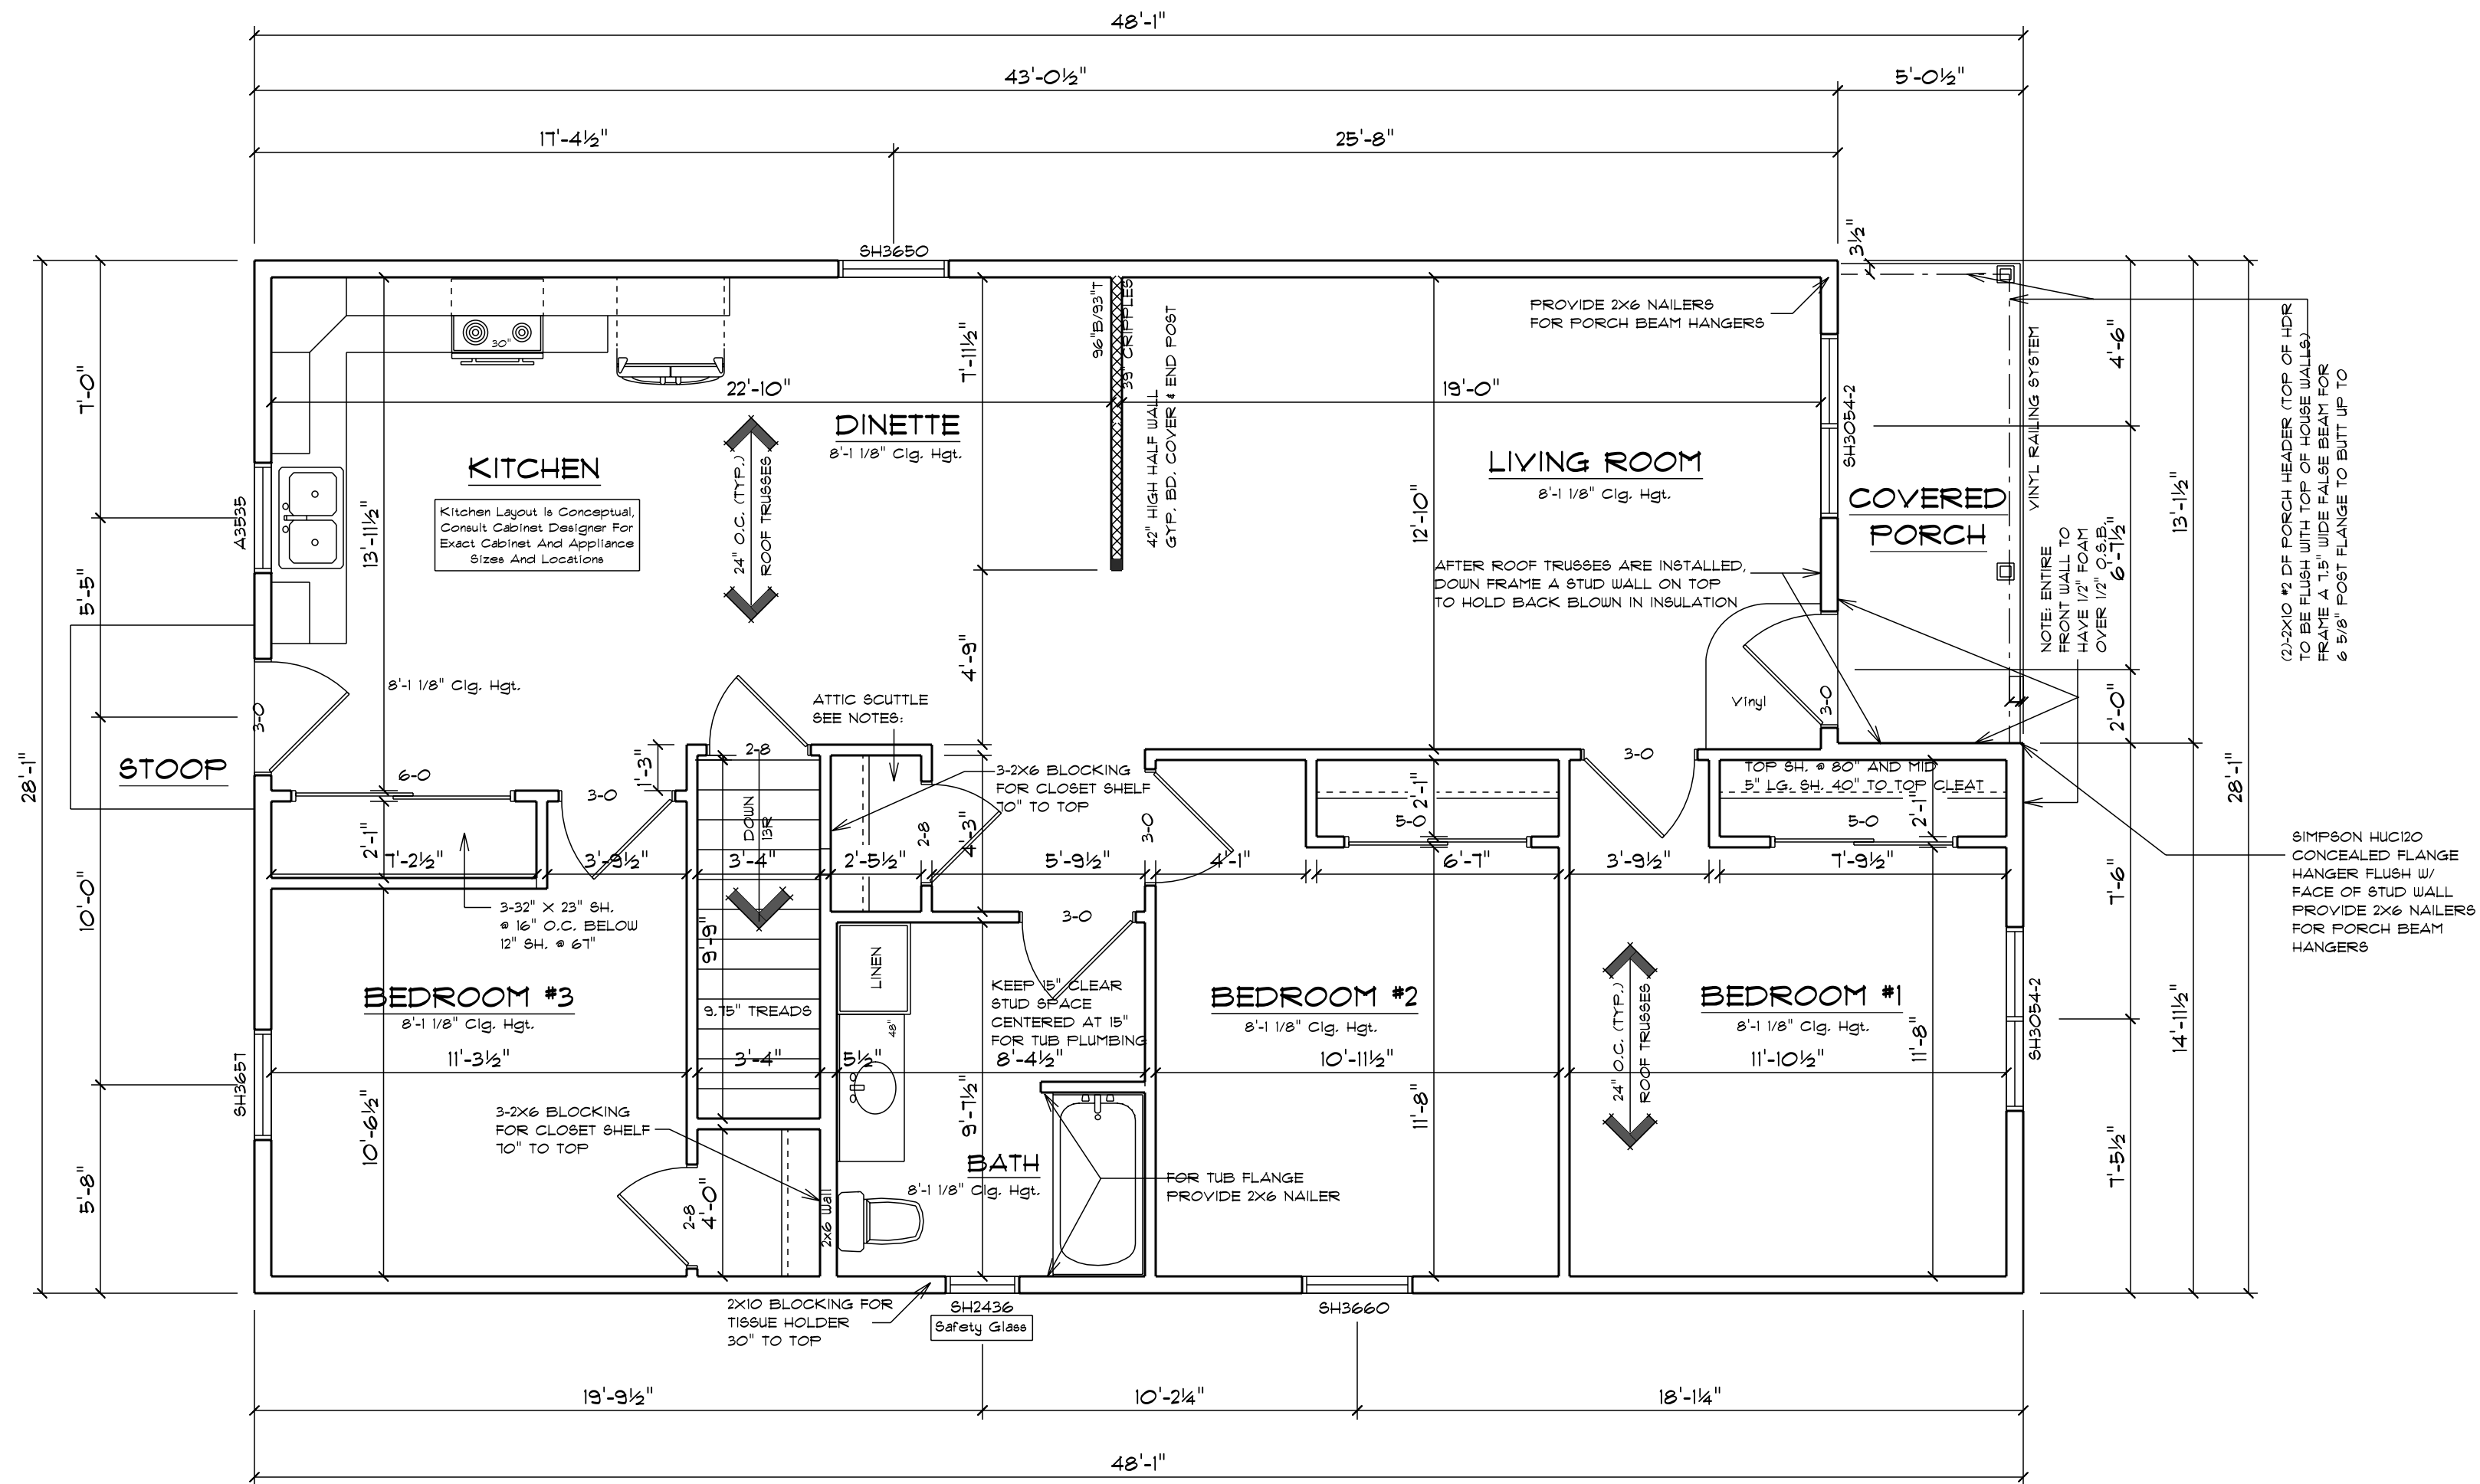 48'-1"
43'-0½"
5'-0½"
17'-4½"
25'-8"
3½"
SH3650
PROVIDE 2X6 NAILERS
FOR PORCH BEAM HANGERS
96"B/93"T
39" CRIPPLES
42" HIGH HALF WALL
GYP. BD. COVER & END POST
30"
7'-11½"
22'-10"
19'-0"
DINETTE
8'-1 1/8" Clg. Hgt.
KITCHEN
Kitchen Layout Is Conceptual,
Consult Cabinet Designer For
Exact Cabinet And Appliance
Sizes And Locations
24" O.C. (TYP.)
ROOF TRUSSES
LIVING ROOM
8'-1 1/8" Clg. Hgt.
SH3054-2
COVERED
PORCH
VINYL RAILING SYSTEM
4'-6"
13'-1½"
(2)-2X10 #2 DF PORCH HEADER (TOP OF HDR
TO BE FLUSH WITH TOP OF HOUSE WALLS)
FRAME A 7.5" WIDE FALSE BEAM FOR
6 5/8" POST FLANGE TO BUTT UP TO
NOTE: ENTIRE
FRONT WALL TO
HAVE 1/2" FOAM
OVER 1/2" O.S.B.
6'-7½"
2'-0"
28'-1"
7'-0"
A3535
5'-5"
13'-11½"
12'-10"
AFTER ROOF TRUSSES ARE INSTALLED,
DOWN FRAME A STUD WALL ON TOP
TO HOLD BACK BLOWN IN INSULATION
4'-9"
8'-1 1/8" Clg. Hgt.
ATTIC SCUTTLE
SEE NOTES:
Vinyl
3-0
3-0
STOOP
28'-1"
6-0
3-0
1'-3"
2-8
3-2X6 BLOCKING
FOR CLOSET SHELF
70" TO TOP
3-0
TOP SH. @ 80" AND MID
5" LG. SH. 40" TO TOP CLEAT
DOWN
13R
2-8
4'-3"
3-0
2'-1"
5-0
5-0
2'-1"
2'-1"
7'-2½"
3'-9½"
3'-4"
2'-5½"
5'-9½"
4'-1"
6'-7"
3'-9½"
7'-9½"
7'-6"
SIMPSON HUC120
CONCEALED FLANGE
HANGER FLUSH W/
FACE OF STUD WALL
PROVIDE 2X6 NAILERS
FOR PORCH BEAM
HANGERS
10'-0"
3-32" X 23" SH.
@ 16" O.C. BELOW
12" SH. @ 67"
9'-9"
3-0
LINEN
KEEP 15" CLEAR
STUD SPACE
CENTERED AT 15"
FOR TUB PLUMBING
BEDROOM #3
8'-1 1/8" Clg. Hgt.
9.75" TREADS
48"
BEDROOM #2
8'-1 1/8" Clg. Hgt.
24" O.C. (TYP.)
ROOF TRUSSES
BEDROOM #1
8'-1 1/8" Clg. Hgt.
SH3054-2
14'-11½"
SH3657
11'-3½"
3'-4"
5½"
8'-4½"
10'-11½"
11'-10½"
11'-8"
10'-6½"
3-2X6 BLOCKING
FOR CLOSET SHELF
70" TO TOP
9'-7½"
11'-8"
7'-5½"
5'-8"
2-8
4'-0"
2x6 Wall
BATH
8'-1 1/8" Clg. Hgt.
FOR TUB FLANGE
PROVIDE 2X6 NAILER
2X10 BLOCKING FOR
TISSUE HOLDER
30" TO TOP
SH2436
Safety Glass
SH3660
19'-9½"
10'-2¼"
18'-1¼"
48'-1"